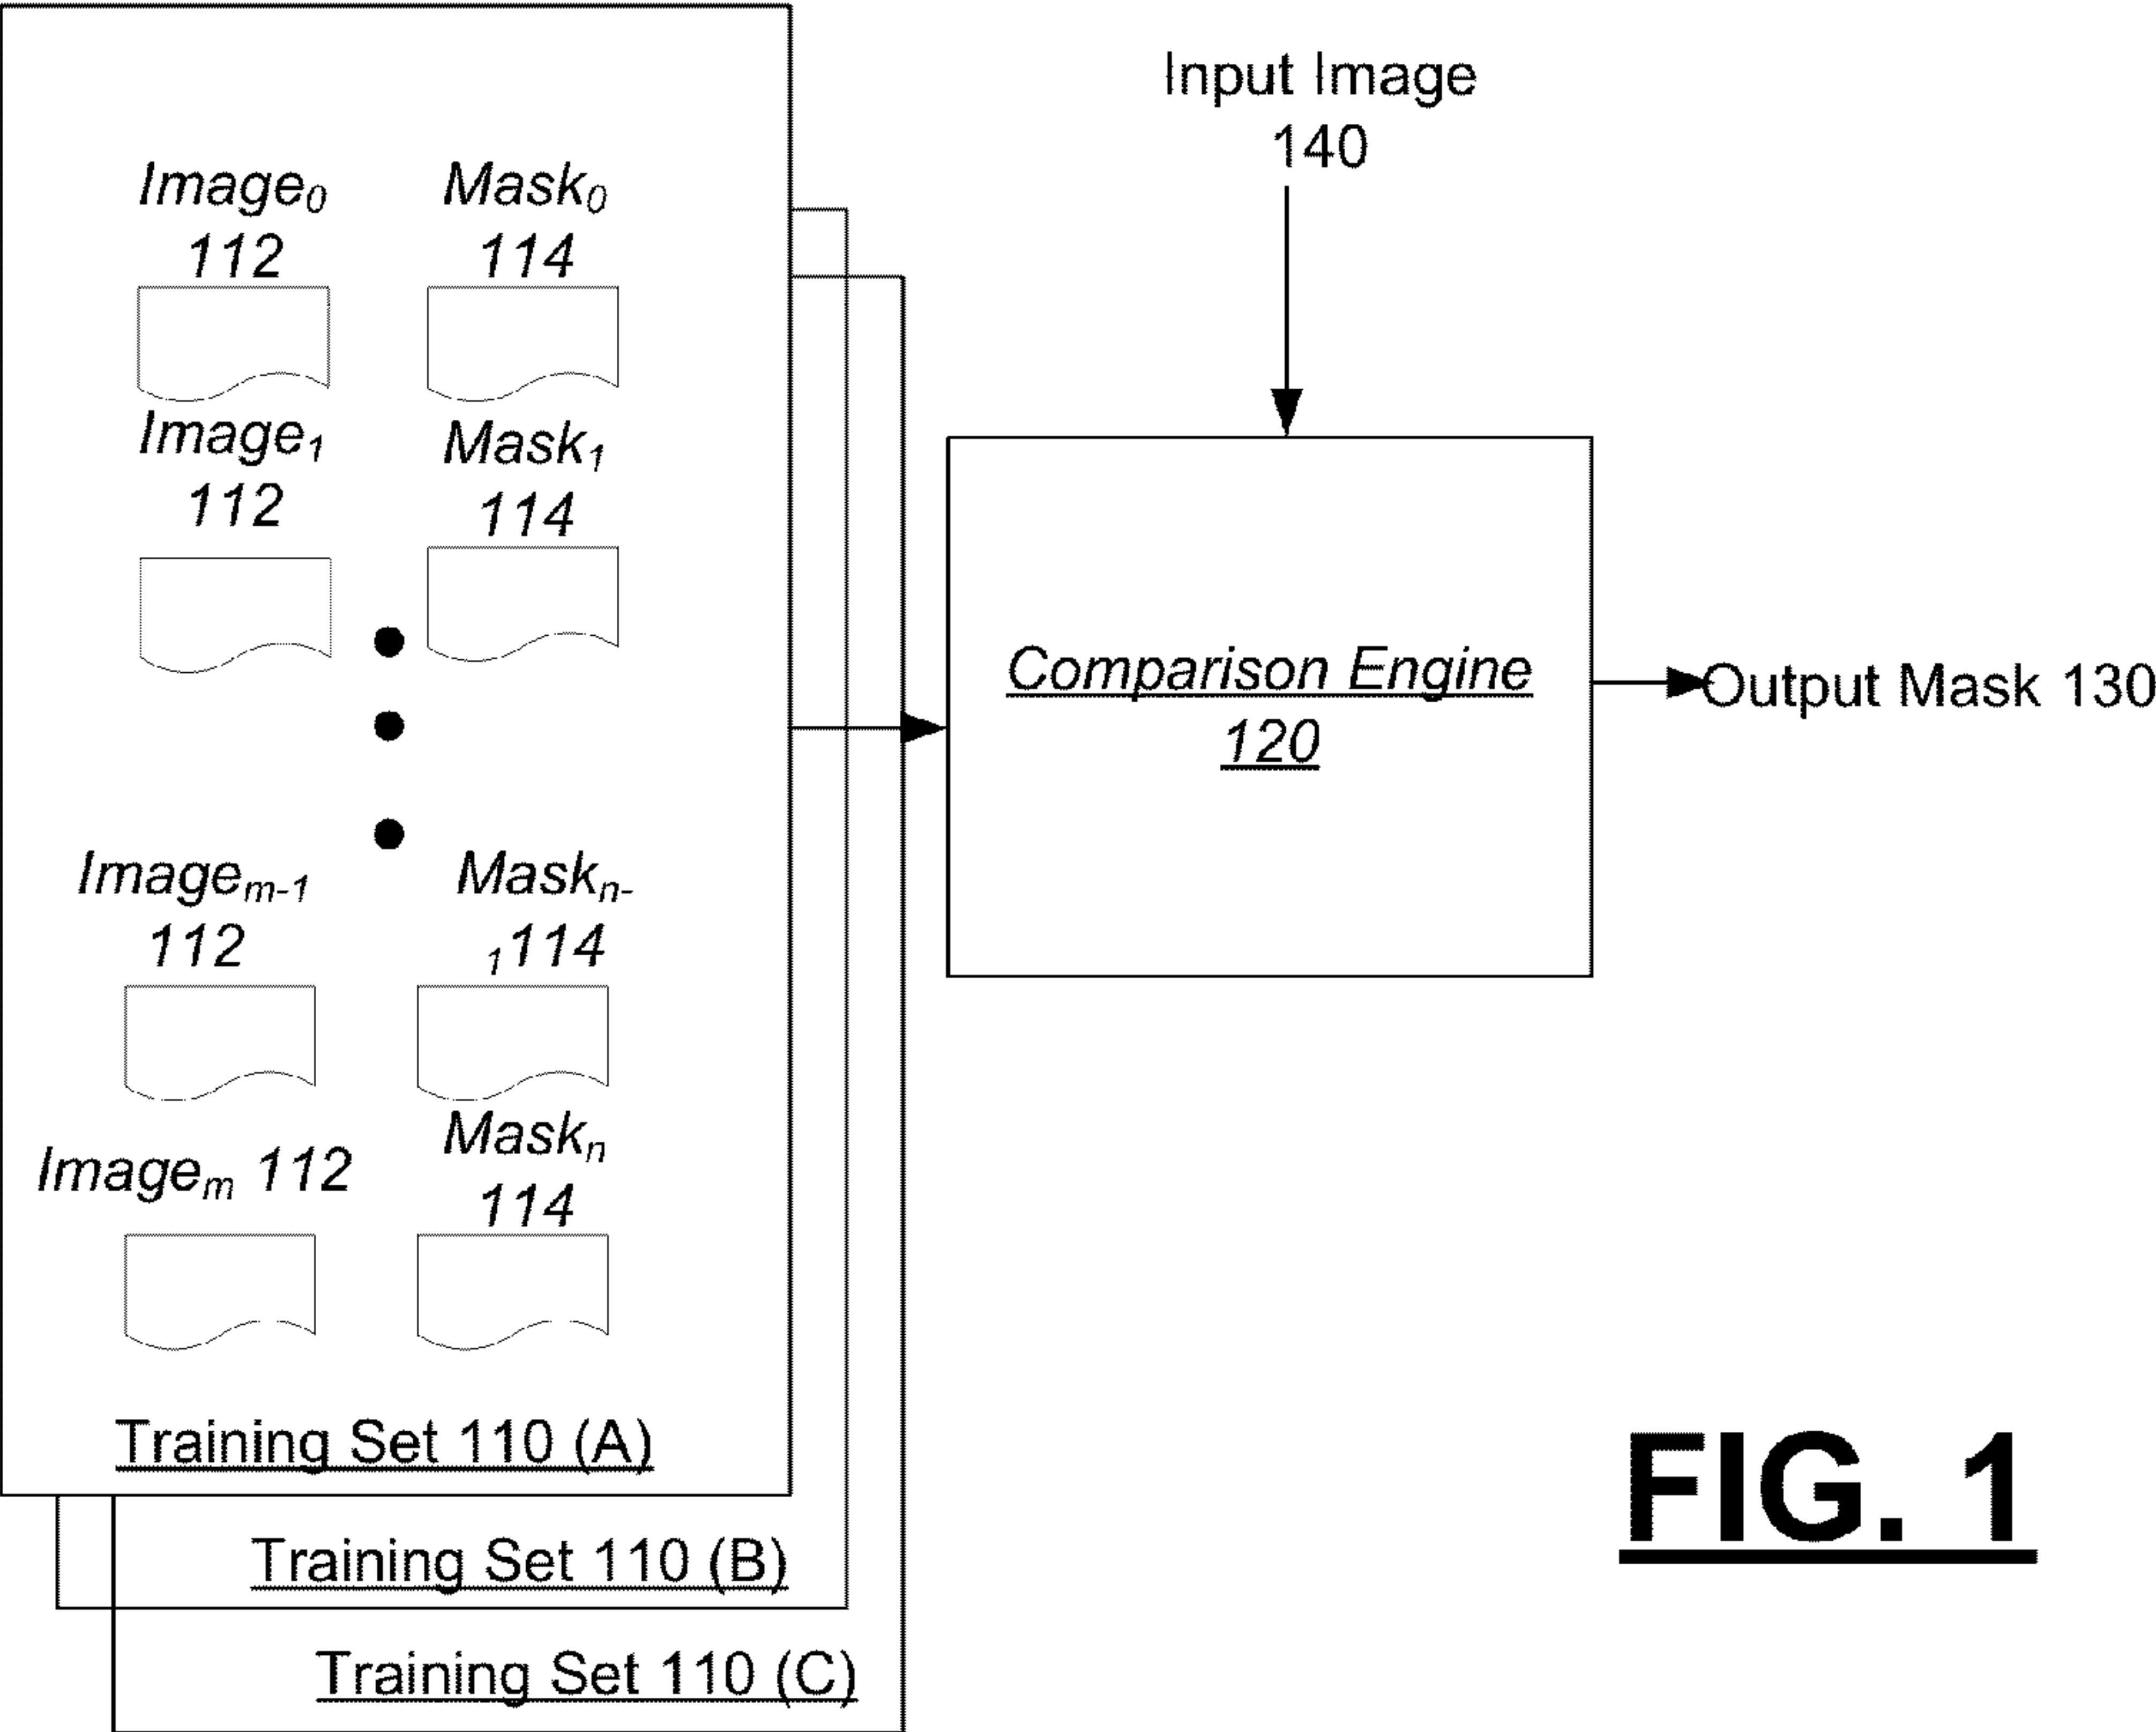 Input Image
140
Image0
112
Mask0
114
Image1
112
Mask1
114
Comparison Engine
120
Output Mask 130
Imagem-1
112
Maskn-
1114
Imagem 112
Maskn
114
Training Set 110 (A)
Training Set 110 (B)
Training Set 110 (C)
FIG. 1